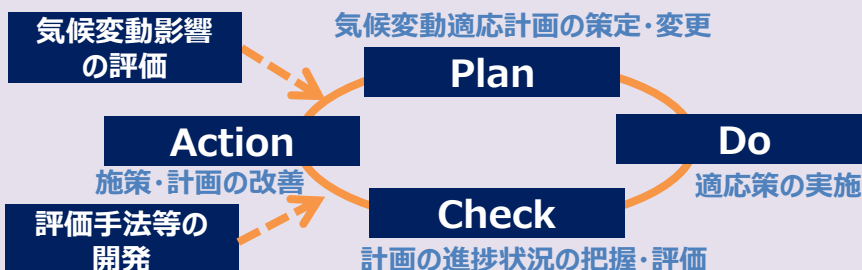 気候変動影響
の評価
気候変動適応計画の策定・変更
Plan
Action
施策・計画の改善
Do
適応策の実施
評価手法等の
開発
Check
計画の進捗状況の把握・評価